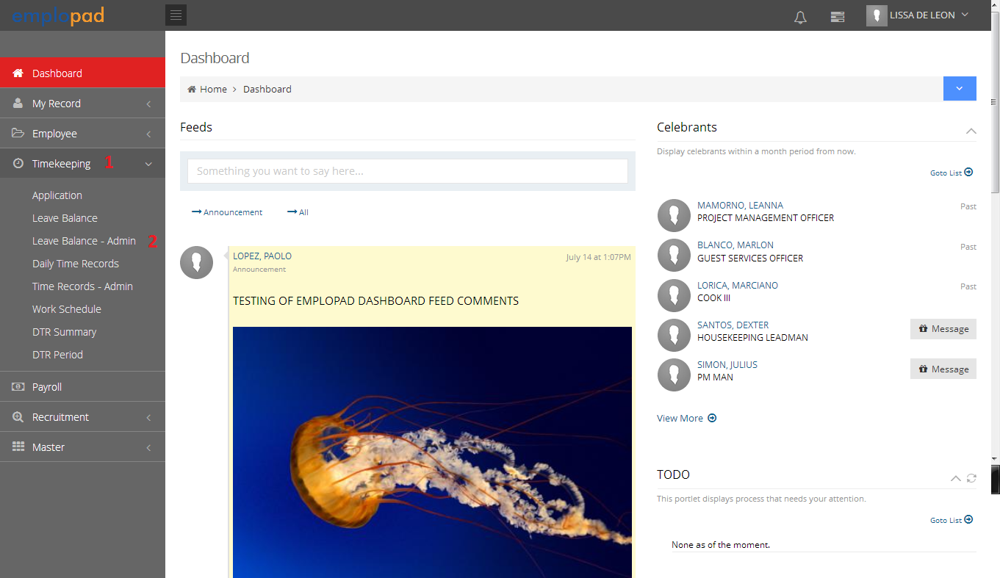 emplopad
LISSA DE LEON
Dashboard
My Record
Employee
Timekeeping 1
Application
Leave Balance
Leave Balance - Admin 2
Daily Time Records
Time Records - Admin
Work Schedule
DTR Summary
DTR Period
Payroll
Recruitment
Master
Dashboard
Home > Dashboard
Feeds
Something you want to say here...
Announcement All
LOPEZ, PAOLO July 14 at 1:07PM
Announcement
TESTING OF EMPLOPAD DASHBOARD FEED COMMENTS
Celebrants
Display celebrants within a month period from now.
Goto List
MAMORNO, LEANNA Past
PROJECT MANAGEMENT OFFICER
BLANCO, MARLON Past
GUEST SERVICES OFFICER
LORICA, MARCIANO Past
COOK III
SANTOS, DEXTER Message
HOUSEKEEPING LEADMAN
SIMON, JULIUS Message
PM MAN
View More
TODO
This portlet displays process that needs your attention.
Goto List
None as of the moment.